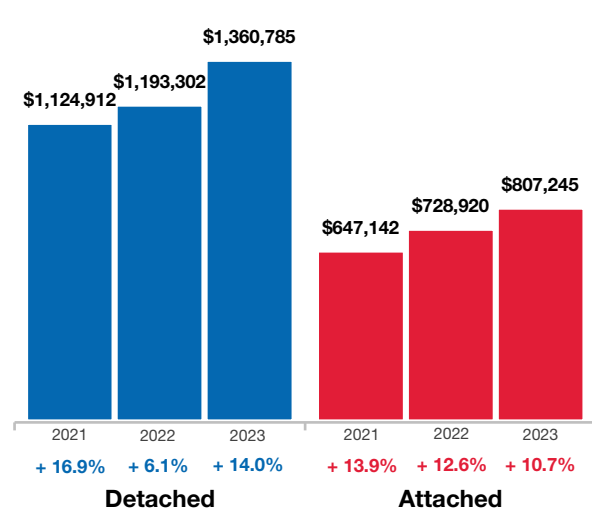 $1,360,785
$1,193,302
$1,124,912
$807,245
$728,920
$647,142
2021 2022 2023 2021 2022 2023
+ 16.9% + 6.1% + 14.0% + 13.9% + 12.6% + 10.7%
Detached Attached